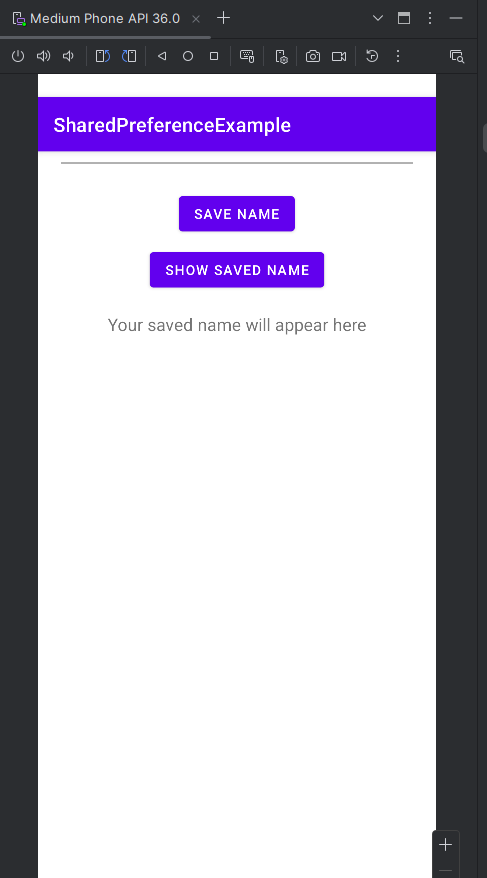 Medium Phone API 36.0
SharedPreferenceExample
SAVE NAME
SHOW SAVED NAME
Your saved name will appear here